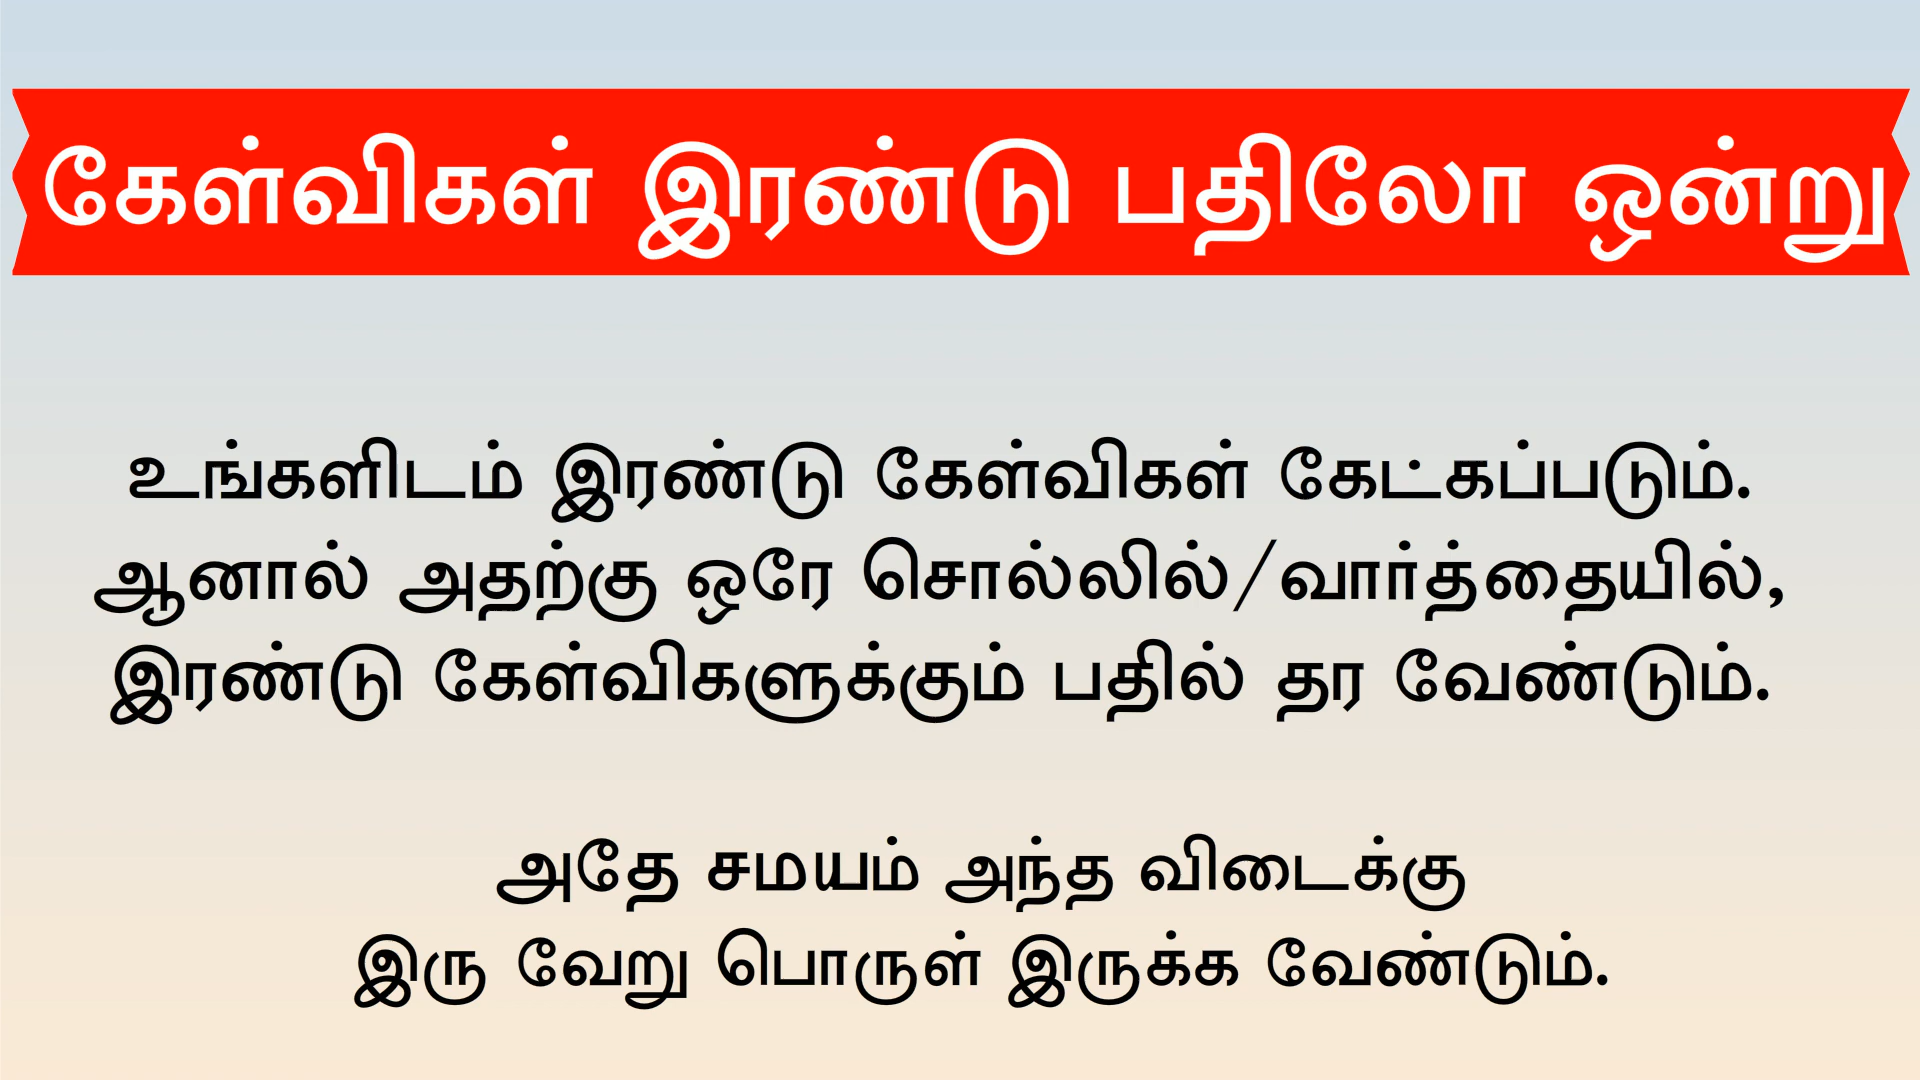 கேள்விகள் இரண்டு பதிலோ ஒன்று
உங்களிடம் இரண்டு கேள்விகள் கேட்கப்படும்.
ஆனால் அதற்கு ஒரே சொல்லில்/வார்த்தையில்,
இரண்டு கேள்விகளுக்கும் பதில் தர வேண்டும்.
அதே சமயம் அந்த விடைக்கு
இரு வேறு பொருள் இருக்க வேண்டும்.